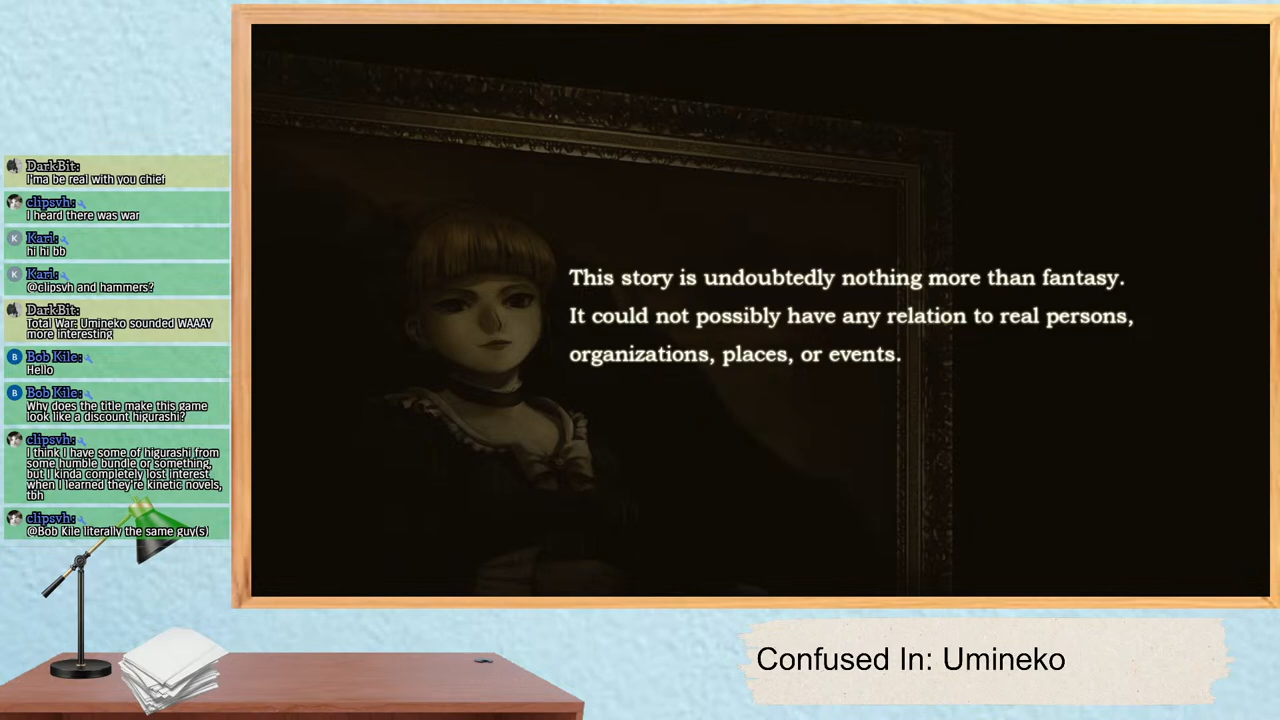 DarkBit:
I'ma be real with you chief
clipsvh:
I heard there was war
K
Kari:
hi hi bb
K
Kari:
@clipsvh and hammers?
DarkBit:
Total War: Umineko sounded WAAAY
more interesting
B
Bob Kile:
Hello
B
Bob Kile:
Why does the title make this game
look like a discount higurashi?
clipsvh:
I think I have some of higurashi from
some humble bundle or something,
but I kinda completely lost interest
when I learned they're kinetic novels,
tbh
clipsvh:
@Bob Kile literally the same guy(s)
This story is undoubtedly nothing more than fantasy.
It could not possibly have any relation to real persons,
organizations, places, or events.
Confused In: Umineko